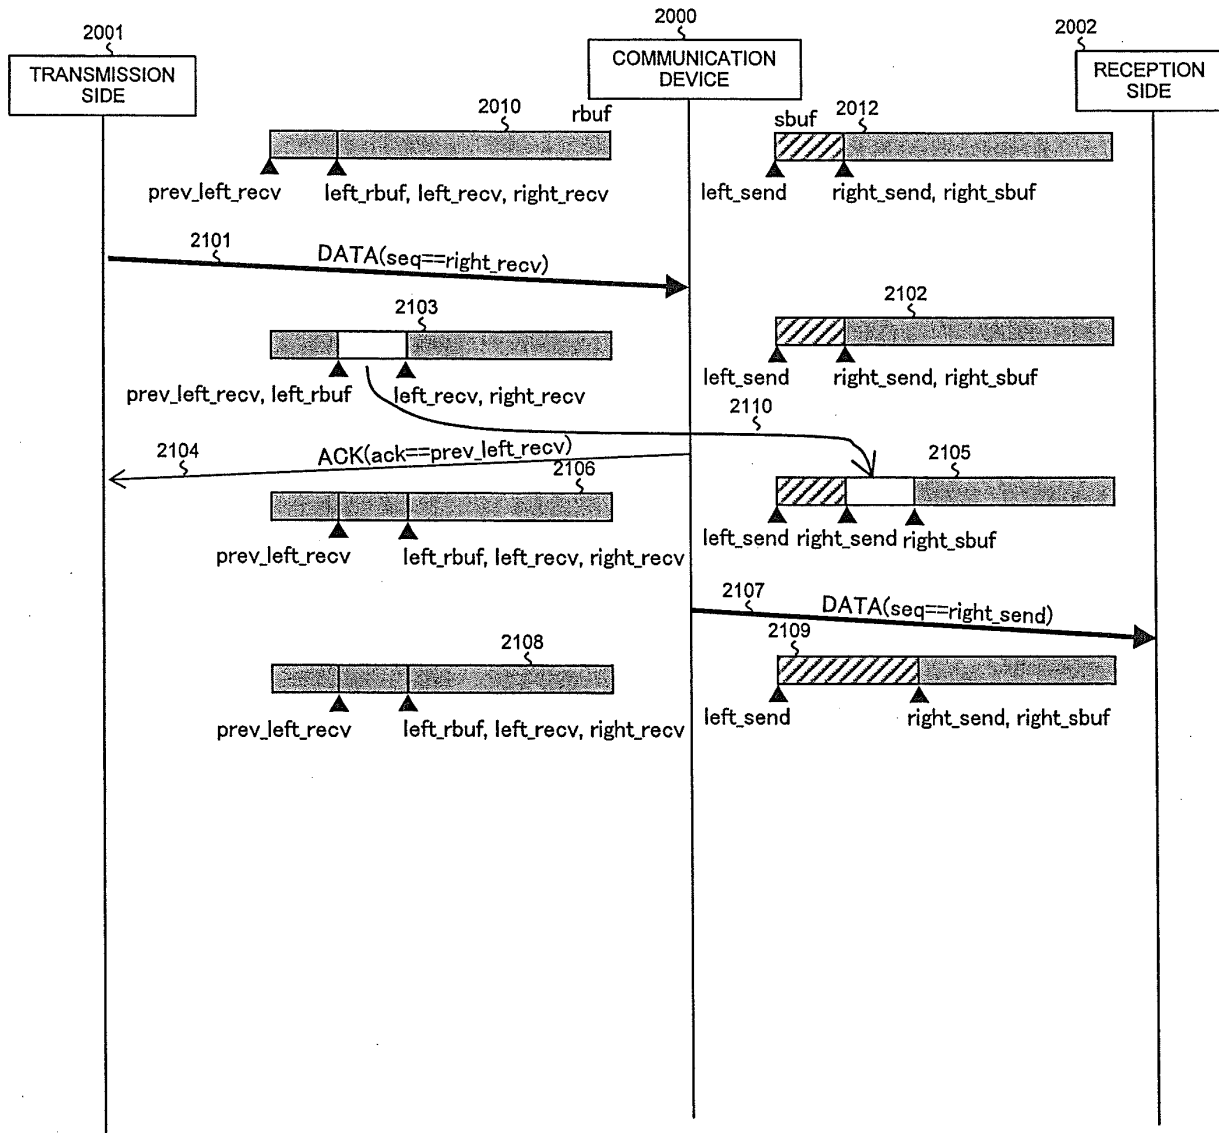 2001
TRANSMISSION
SIDE
2000
COMMUNICATION
DEVICE
2002
RECEPTION
SIDE
2010
rbuf
prev_left_recv
left_rbuf, left_recv, right_recv
sbuf
2012
left_send
right_send, right_sbuf
2101
DATA(seq==right_recv)
2103
prev_left_recv, left_rbuf
left_recv, right_recv
2102
left_send
right_send, right_sbuf
2110
2104
ACK(ack==prev_left_recv)
2106
prev_left_recv
left_rbuf, left_recv, right_recv
2105
left_send
right_send
right_sbuf
2107
DATA(seq==right_send)
2108
prev_left_recv
left_rbuf, left_recv, right_recv
2109
left_send
right_send, right_sbuf